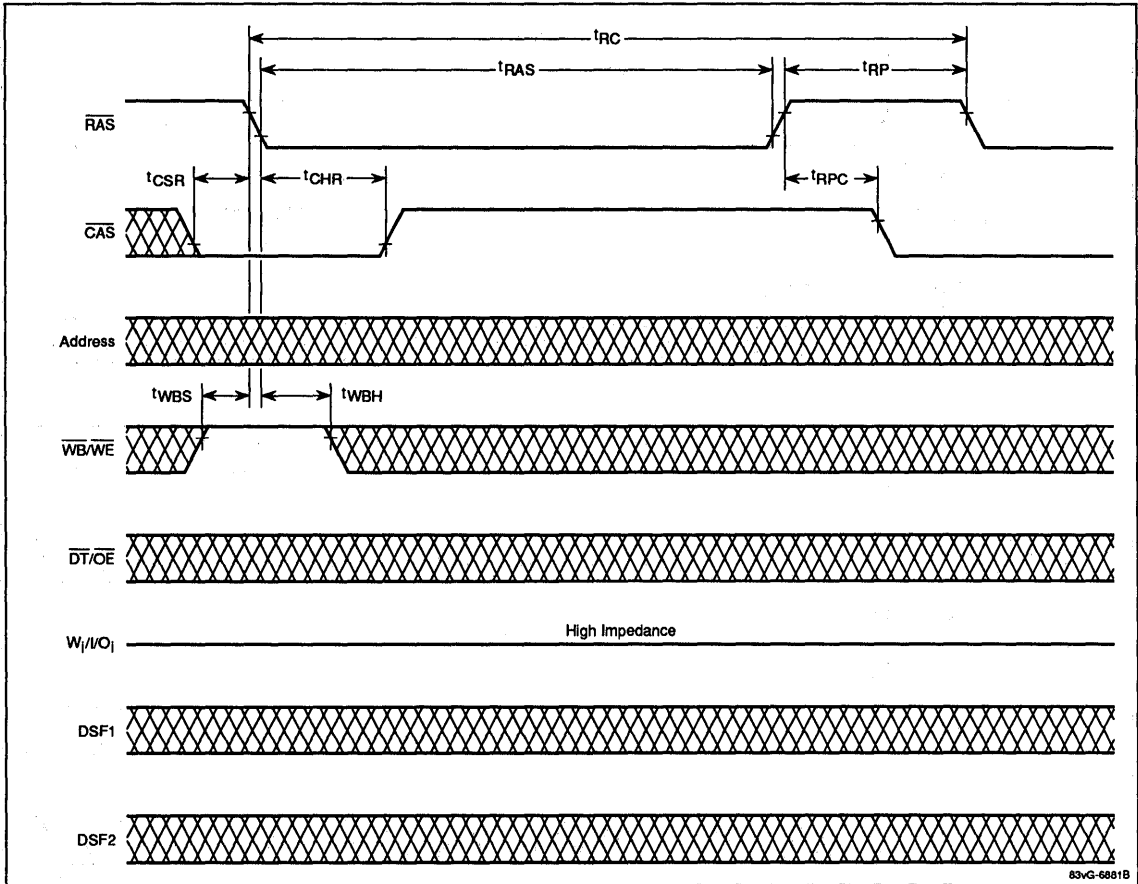 tRC
tRAS
tRP
RAS
tCSR
tCHR
tRPC
CAS
Address
tWBS
tWBH
WB/WE
DT/OE
High Impedance
Wi/I/Oi
DSF1
DSF2
83vG-6881B